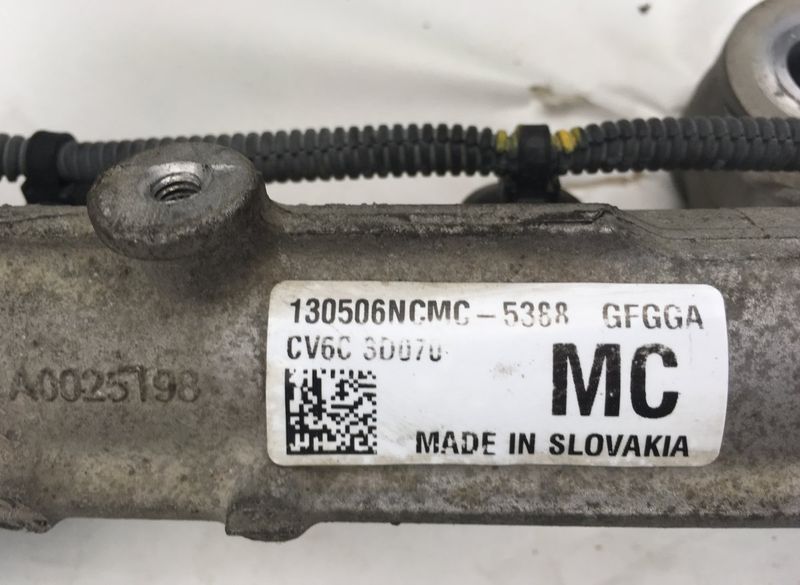 130506NCMC-5388 GFGGA
CV6C 3D070
MC
A0025198
MADE IN SLOVAKIA